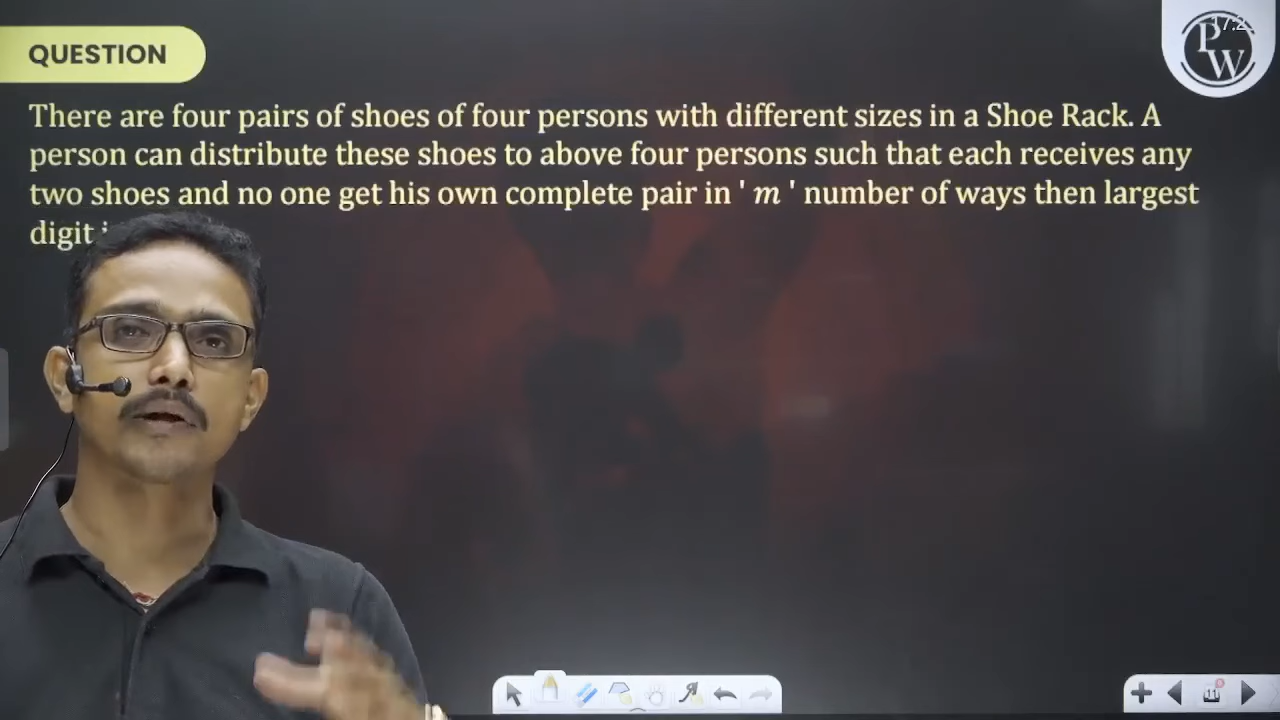 QUESTION
There are four pairs of shoes of four persons with different sizes in a Shoe Rack. A
person can distribute these shoes to above four persons such that each receives any
two shoes and no one get his own complete pair in ' m ' number of ways then largest
digit
P
W